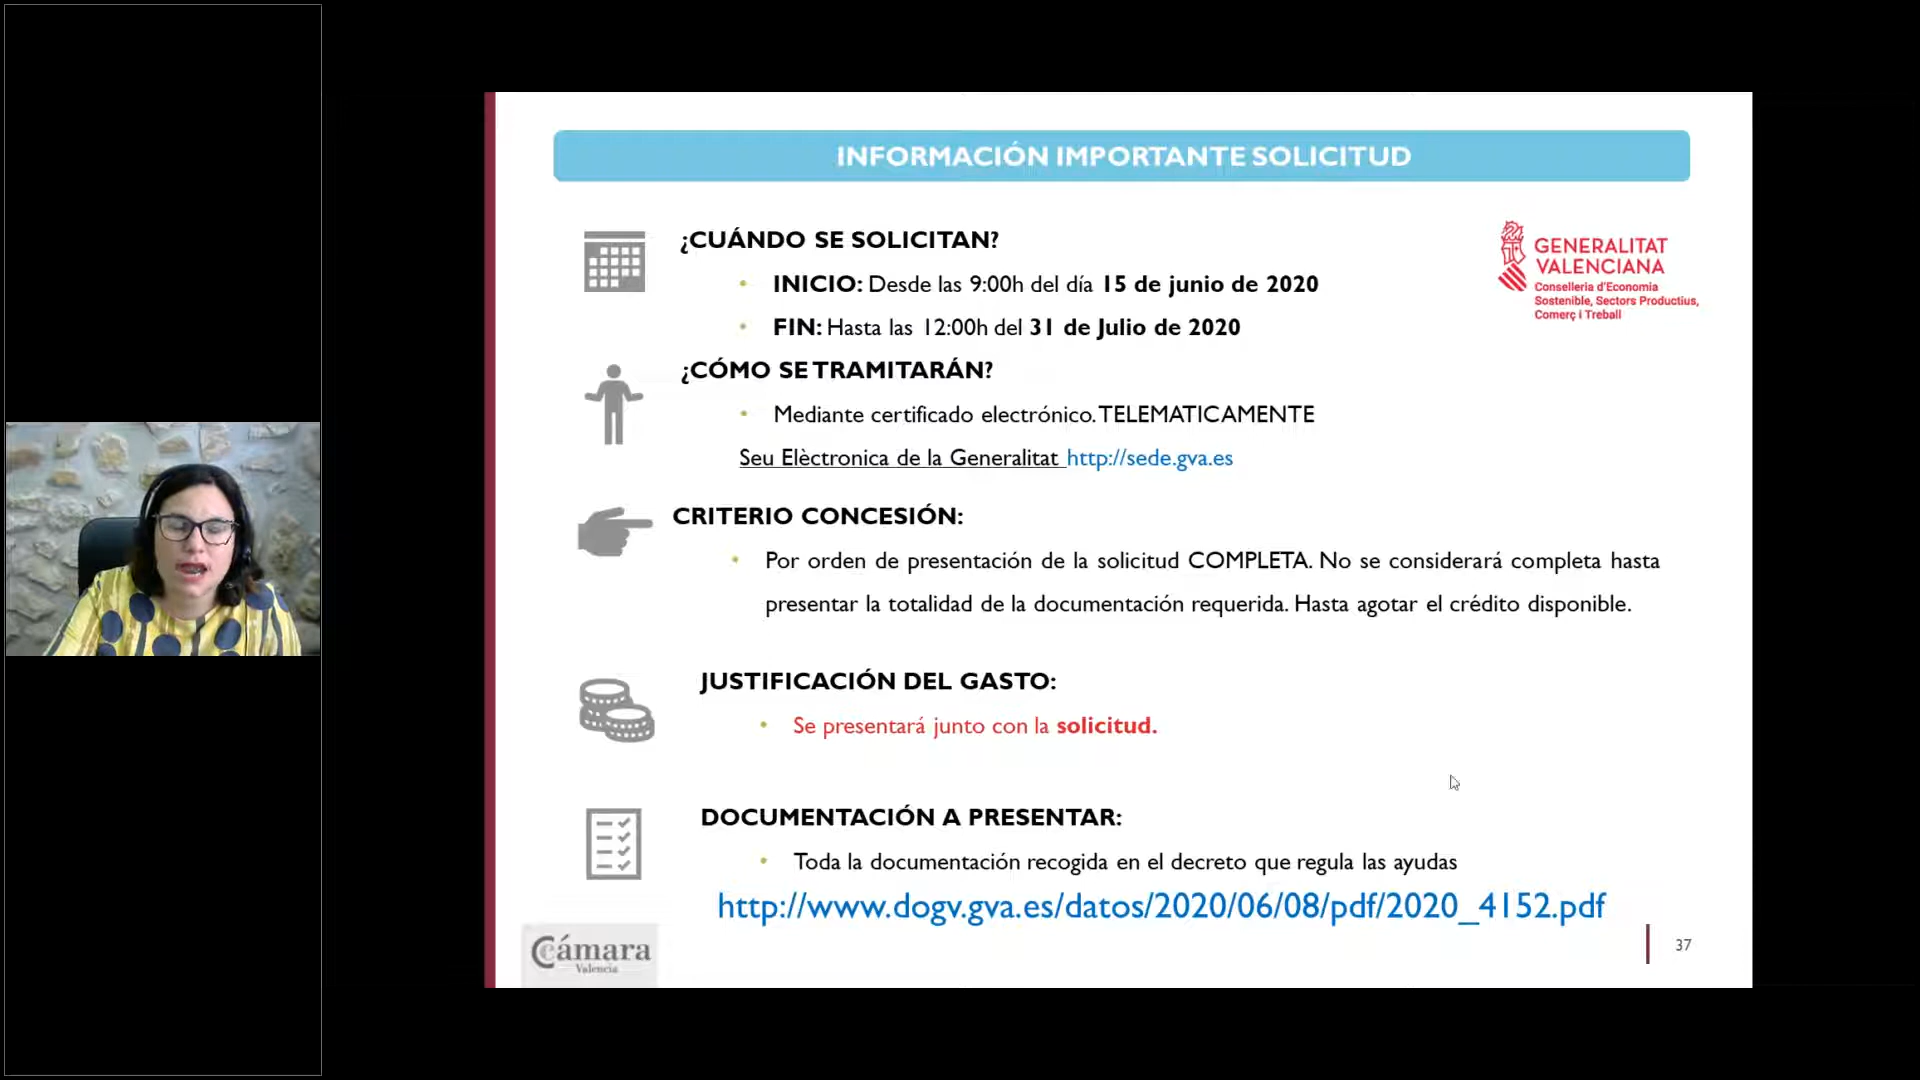 INFORMACIÓN IMPORTANTE SOLICITUD
¿CUÁNDO SE SOLICITAN?
• INICIO: Desde las 9:00h del día 15 de junio de 2020
• FIN: Hasta las 12:00h del 31 de Julio de 2020
GENERALITAT
VALENCIANA
Conselleria d'Economia
Sostenible, Sectors Productius,
Comerç i Treball
¿CÓMO SE TRAMITARÁN?
• Mediante certificado electrónico. TELEMATICAMENTE
Seu Elèctronica de la Generalitat http://sede.gva.es
CRITERIO CONCESIÓN:
• Por orden de presentación de la solicitud COMPLETA. No se considerará completa hasta
presentar la totalidad de la documentación requerida. Hasta agotar el crédito disponible.
JUSTIFICACIÓN DEL GASTO:
• Se presentará junto con la solicitud.
DOCUMENTACIÓN A PRESENTAR:
• Toda la documentación recogida en el decreto que regula las ayudas
http://www.dogv.gva.es/datos/2020/06/08/pdf/2020_4152.pdf
Cámara
Valencia
37